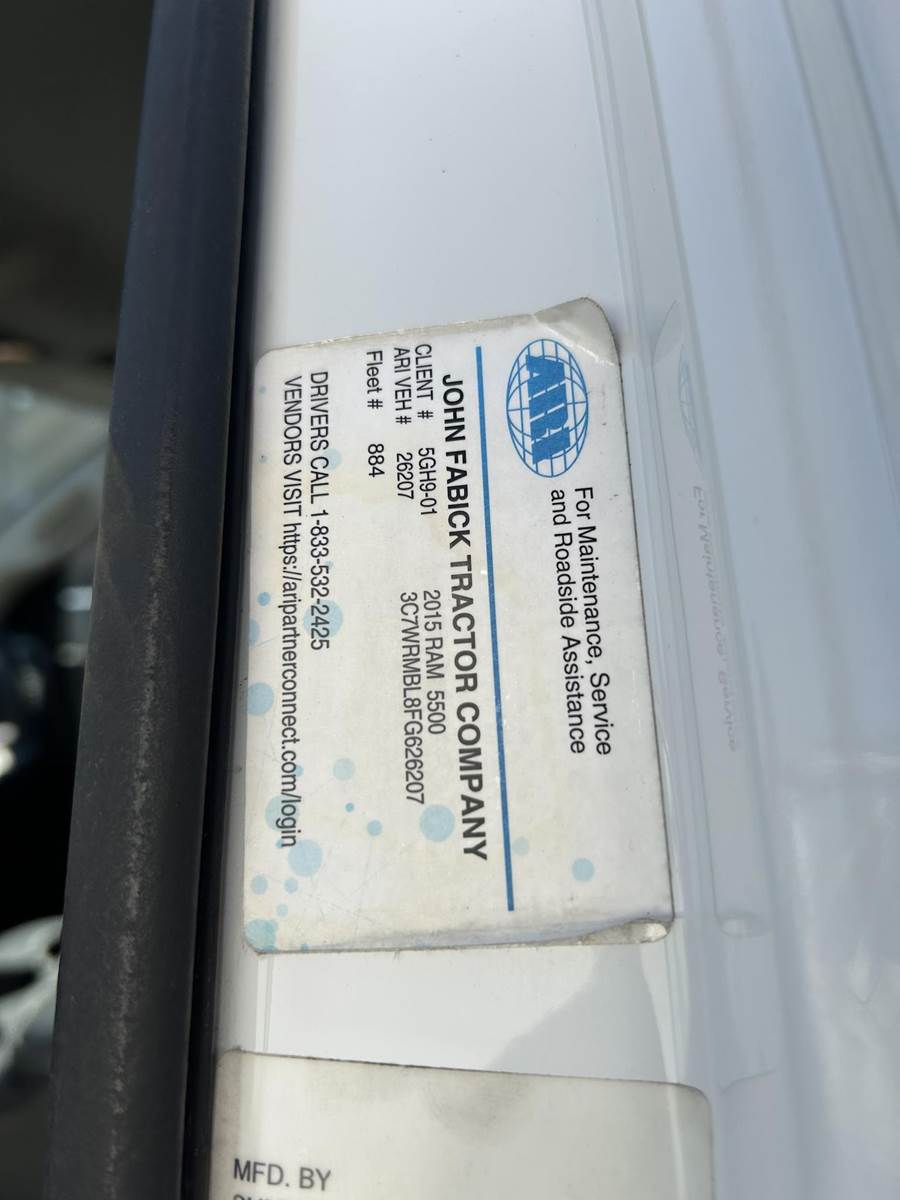 ARI
For Maintenance, Service
and Roadside Assistance
JOHN FABICK TRACTOR COMPANY
CLIENT # 5GH9-01 2015 RAM 5500
ARI VEH # 26207 3C7WRMBL8FG626207
Fleet # 884
DRIVERS CALL 1-833-532-2425
VENDORS VISIT https://aripartnerconnect.com/login
MFD. BY